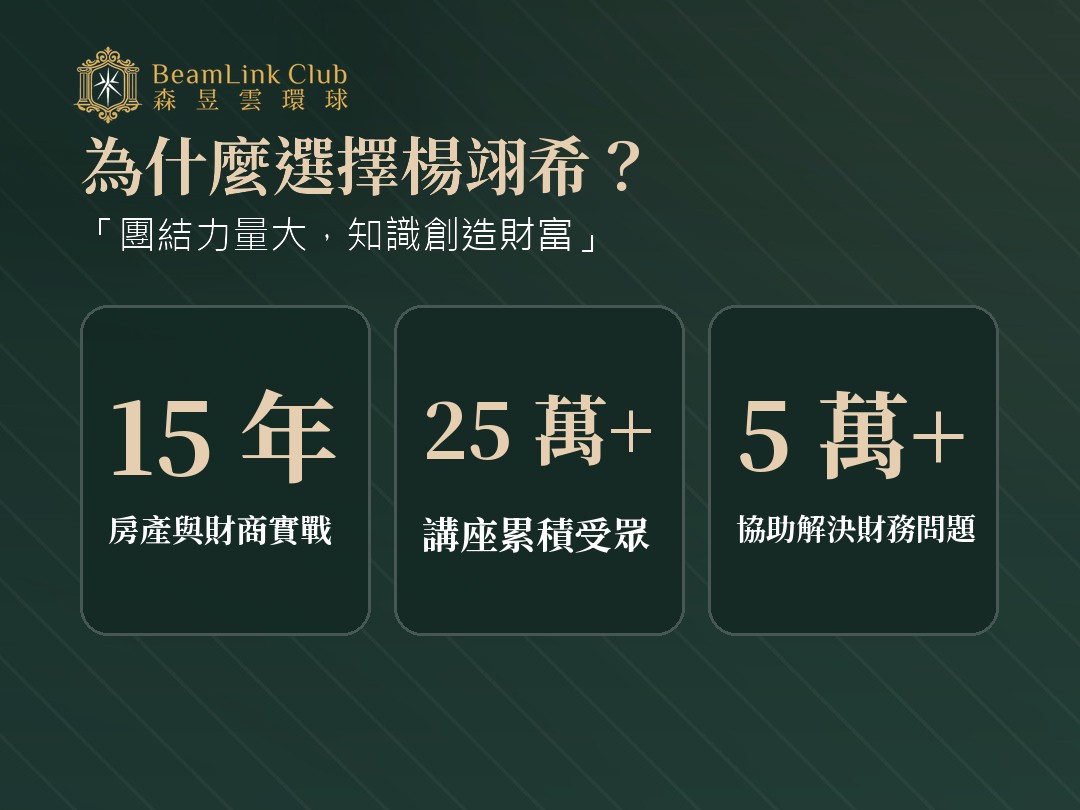 BeamLink Club
森昱雲環球
為什麼選擇楊翊希？
「團結力量大，知識創造財富」
15 年
房產與財商實戰
25 萬+
講座累積受眾
5 萬+
協助解決財務問題